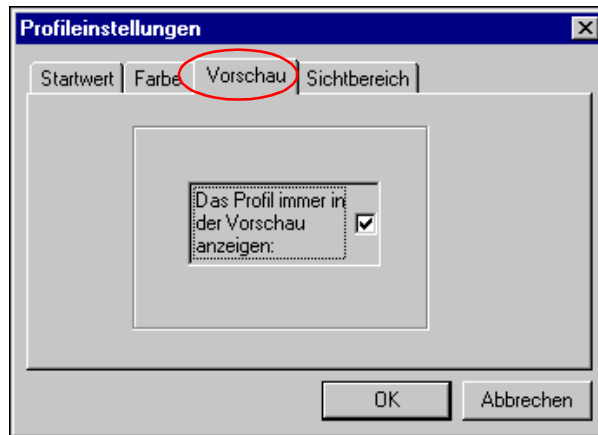 Profileinstellungen
Startwert Farbe Vorschau Sichtbereich
Das Profil immer in
der Vorschau
anzeigen:
OK Abbrechen